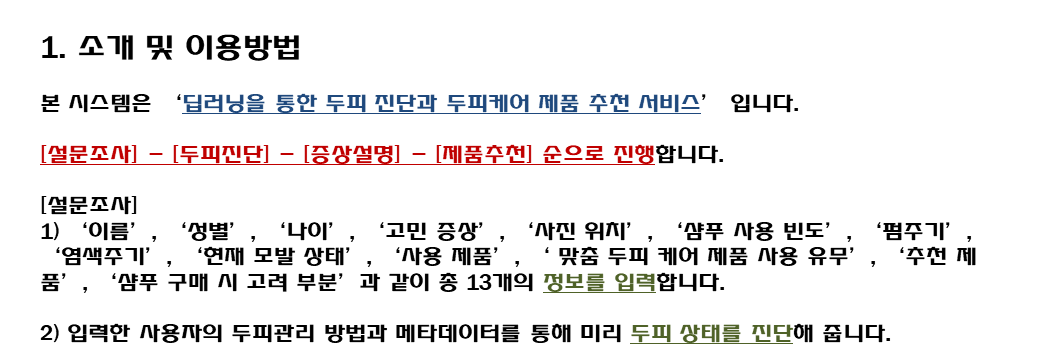 1. 소개 및 이용방법
본 시스템은 ‘딥러닝을 통한 두피 진단과 두피케어 제품 추천 서비스’ 입니다.
[설문조사] – [두피진단] – [증상설명] – [제품추천] 순으로 진행합니다.
[설문조사]
1) ‘이름’, ‘성별’, ‘나이’, ‘고민 증상’, ‘사진 위치’, ‘샴푸 사용 빈도’, ‘펌주기’,
‘염색주기’, ‘현재 모발 상태’, ‘사용 제품’, ‘ 맞춤 두피 케어 제품 사용 유무’, ‘추천 제
품’, ‘샴푸 구매 시 고려 부분’과 같이 총 13개의 정보를 입력합니다.
2) 입력한 사용자의 두피관리 방법과 메타데이터를 통해 미리 두피 상태를 진단해 줍니다.